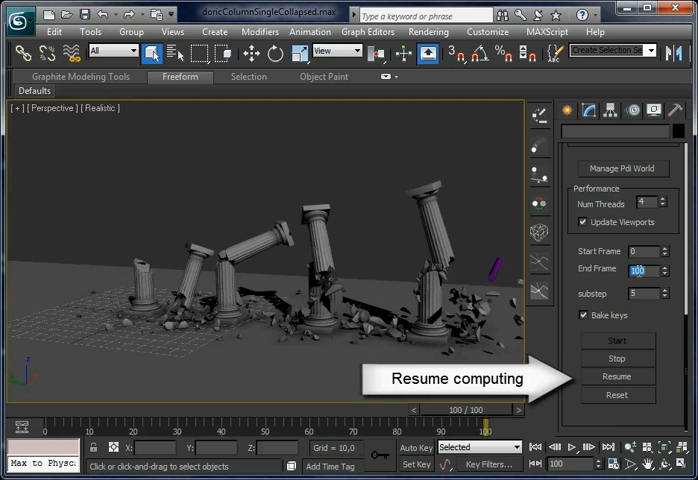 doricColumnSingleCollapsed.max
Type a keyword or phrase
Edit Tools Group Views Create Modifiers Animation Graph Editors Rendering Customize MAXScript Help
All View Create Selection Se
Graphite Modeling Tools Freeform Selection Object Paint
Defaults
[ + ] [ Perspective ] [ Realistic ]
Manage Pdi World
Performance
Num Threads 4
Update Viewports
Start Frame 0
End Frame 100
substep 5
Bake keys
Start
Stop
Resume
Reset
Resume computing
z
x
100 / 100
0 10 20 30 40 50 60 70 80 90 100
X: Y: Z: Grid = 10,0 Auto Key Selected
Max to Physc
Click or click-and-drag to select objects Add Time Tag Set Key Key Filters... 100